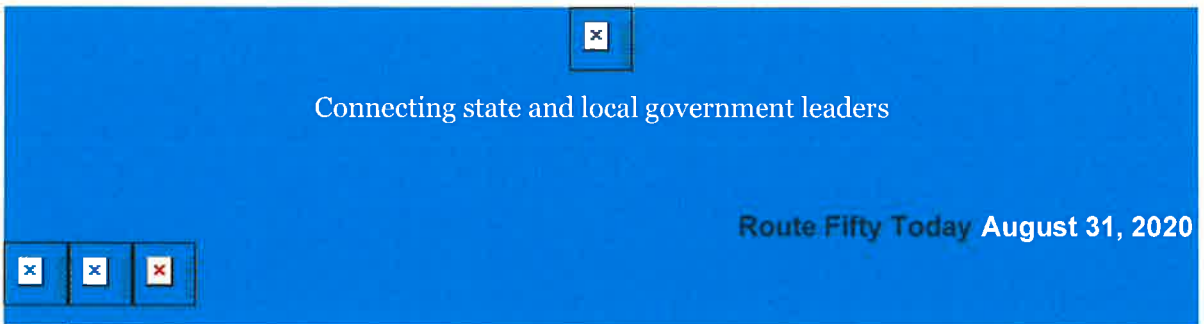 Connecting state and local government leaders
Route Fifty Today August 31, 2020